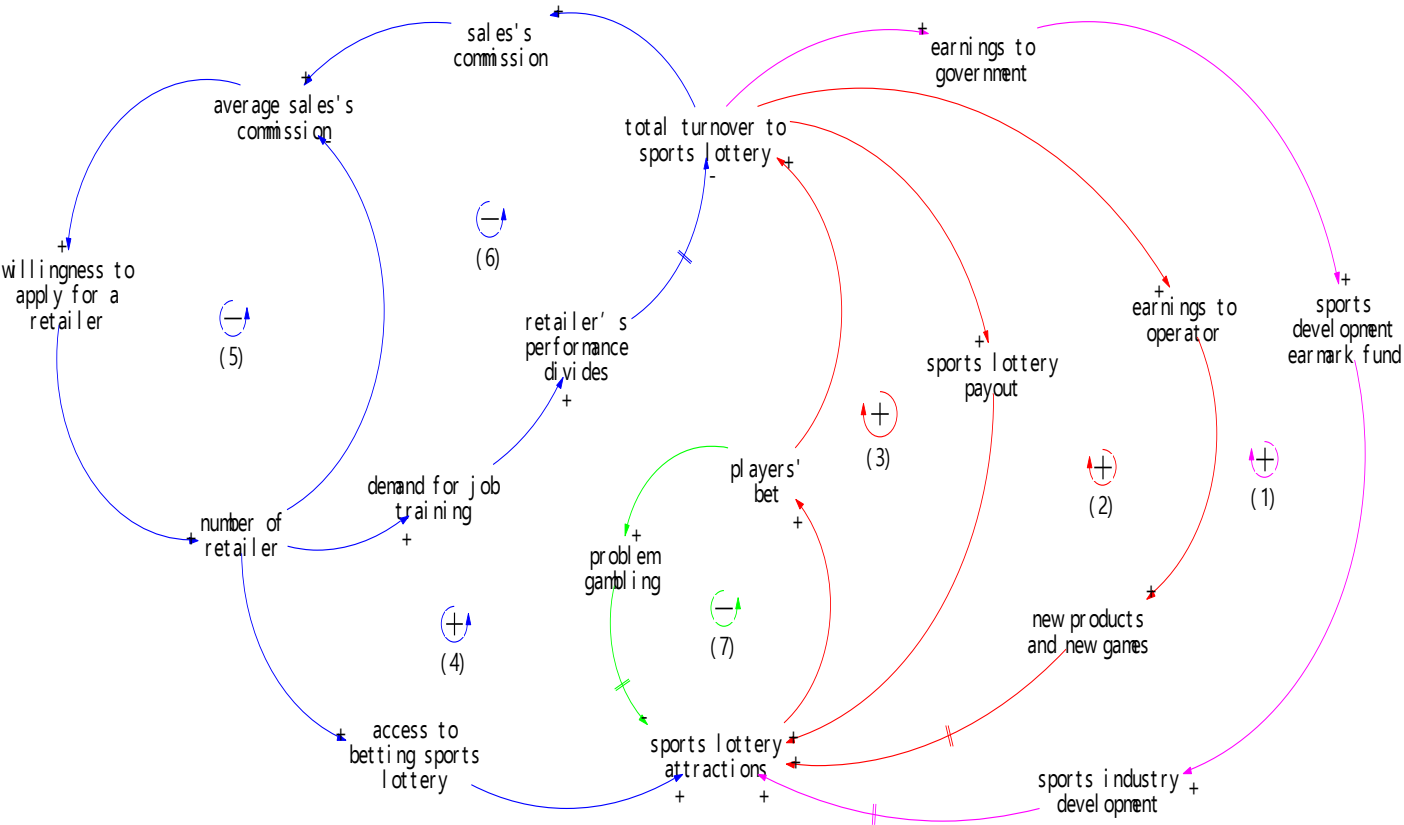 sales's
commission
earnings to
government
average sales's
commission
total turnover to
sports lottery
(6)
willingness to
apply for a
retailer
(5)
retailer's
performance
divides
sports lottery
payout
earnings to
operator
sports
development
earmark fund
(3)
(2)
(1)
players'
bet
demand for job
training
number of
retailer
problem
gambling
(7)
(4)
new products
and new games
access to
betting sports
lottery
sports lottery
attractions
sports industry
development